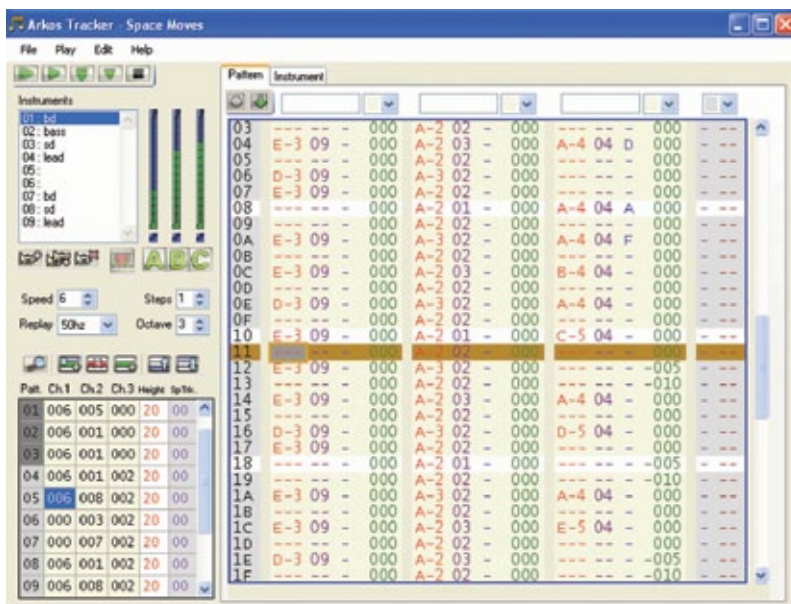 Arkos Tracker - Space Moves
File Play Edit Help
Pattern Instrument
Instruments
01 : bd
02 : bass
03 : sd
04 : lead
05 :
06 :
07 : bd
08 : sd
09 : lead
A B C
Speed 6 Steps 1
Replay 50hz Octave 3
Patt. Ch.1 Ch.2 Ch.3 Height SpTrk.
01 006 005 000 20 00
02 006 001 000 20 00
03 006 001 000 20 00
04 006 001 002 20 00
05 006 008 002 20 00
06 000 003 002 20 00
07 000 007 002 20 00
08 006 001 002 20 00
09 006 008 002 20 00
03 --- -- - 000 A-2 02 - 000 --- -- - 000 - --
04 E-3 09 - 000 A-2 03 - 000 A-4 04 D 000 - --
05 --- -- - 000 A-2 02 - 000 --- -- - 000 - --
06 D-3 09 - 000 A-3 02 - 000 --- -- - 000 - --
07 E-3 09 - 000 A-2 02 - 000 --- -- - 000 - --
08 --- -- - 000 A-2 01 - 000 A-4 04 A 000 - --
09 --- -- - 000 A-2 02 - 000 --- -- - 000 - --
0A E-3 09 - 000 A-3 02 - 000 A-4 04 F 000 - --
0B --- -- - 000 A-2 02 - 000 --- -- - 000 - --
0C E-3 09 - 000 A-2 03 - 000 B-4 04 - 000 - --
0D --- -- - 000 A-2 02 - 000 --- -- - 000 - --
0E D-3 09 - 000 A-3 02 - 000 A-4 04 - 000 - --
0F --- -- - 000 A-2 02 - 000 --- -- - 000 - --
10 E-3 09 - 000 A-2 01 - 000 C-5 04 - 000 - --
11 --- -- - 000 A-2 02 - 000 --- -- - 000 - --
12 E-3 09 - 000 A-3 02 - 000 --- -- - -005 - --
13 --- -- - 000 A-2 02 - 000 --- -- - -010 - --
14 E-3 09 - 000 A-2 03 - 000 A-4 04 - 000 - --
15 --- -- - 000 A-2 02 - 000 --- -- - 000 - --
16 D-3 09 - 000 A-3 02 - 000 D-5 04 - 000 - --
17 E-3 09 - 000 A-2 02 - 000 --- -- - 000 - --
18 --- -- - 000 A-2 01 - 000 --- -- - -005 - --
19 --- -- - 000 A-2 02 - 000 --- -- - -010 - --
1A E-3 09 - 000 A-3 02 - 000 A-4 04 - 000 - --
1B --- -- - 000 A-2 02 - 000 --- -- - 000 - --
1C E-3 09 - 000 A-2 03 - 000 E-5 04 - 000 - --
1D --- -- - 000 A-2 02 - 000 --- -- - 000 - --
1E D-3 09 - 000 A-3 02 - 000 --- -- - -005 - --
1F --- -- - 000 A-2 02 - 000 --- -- - -010 - --